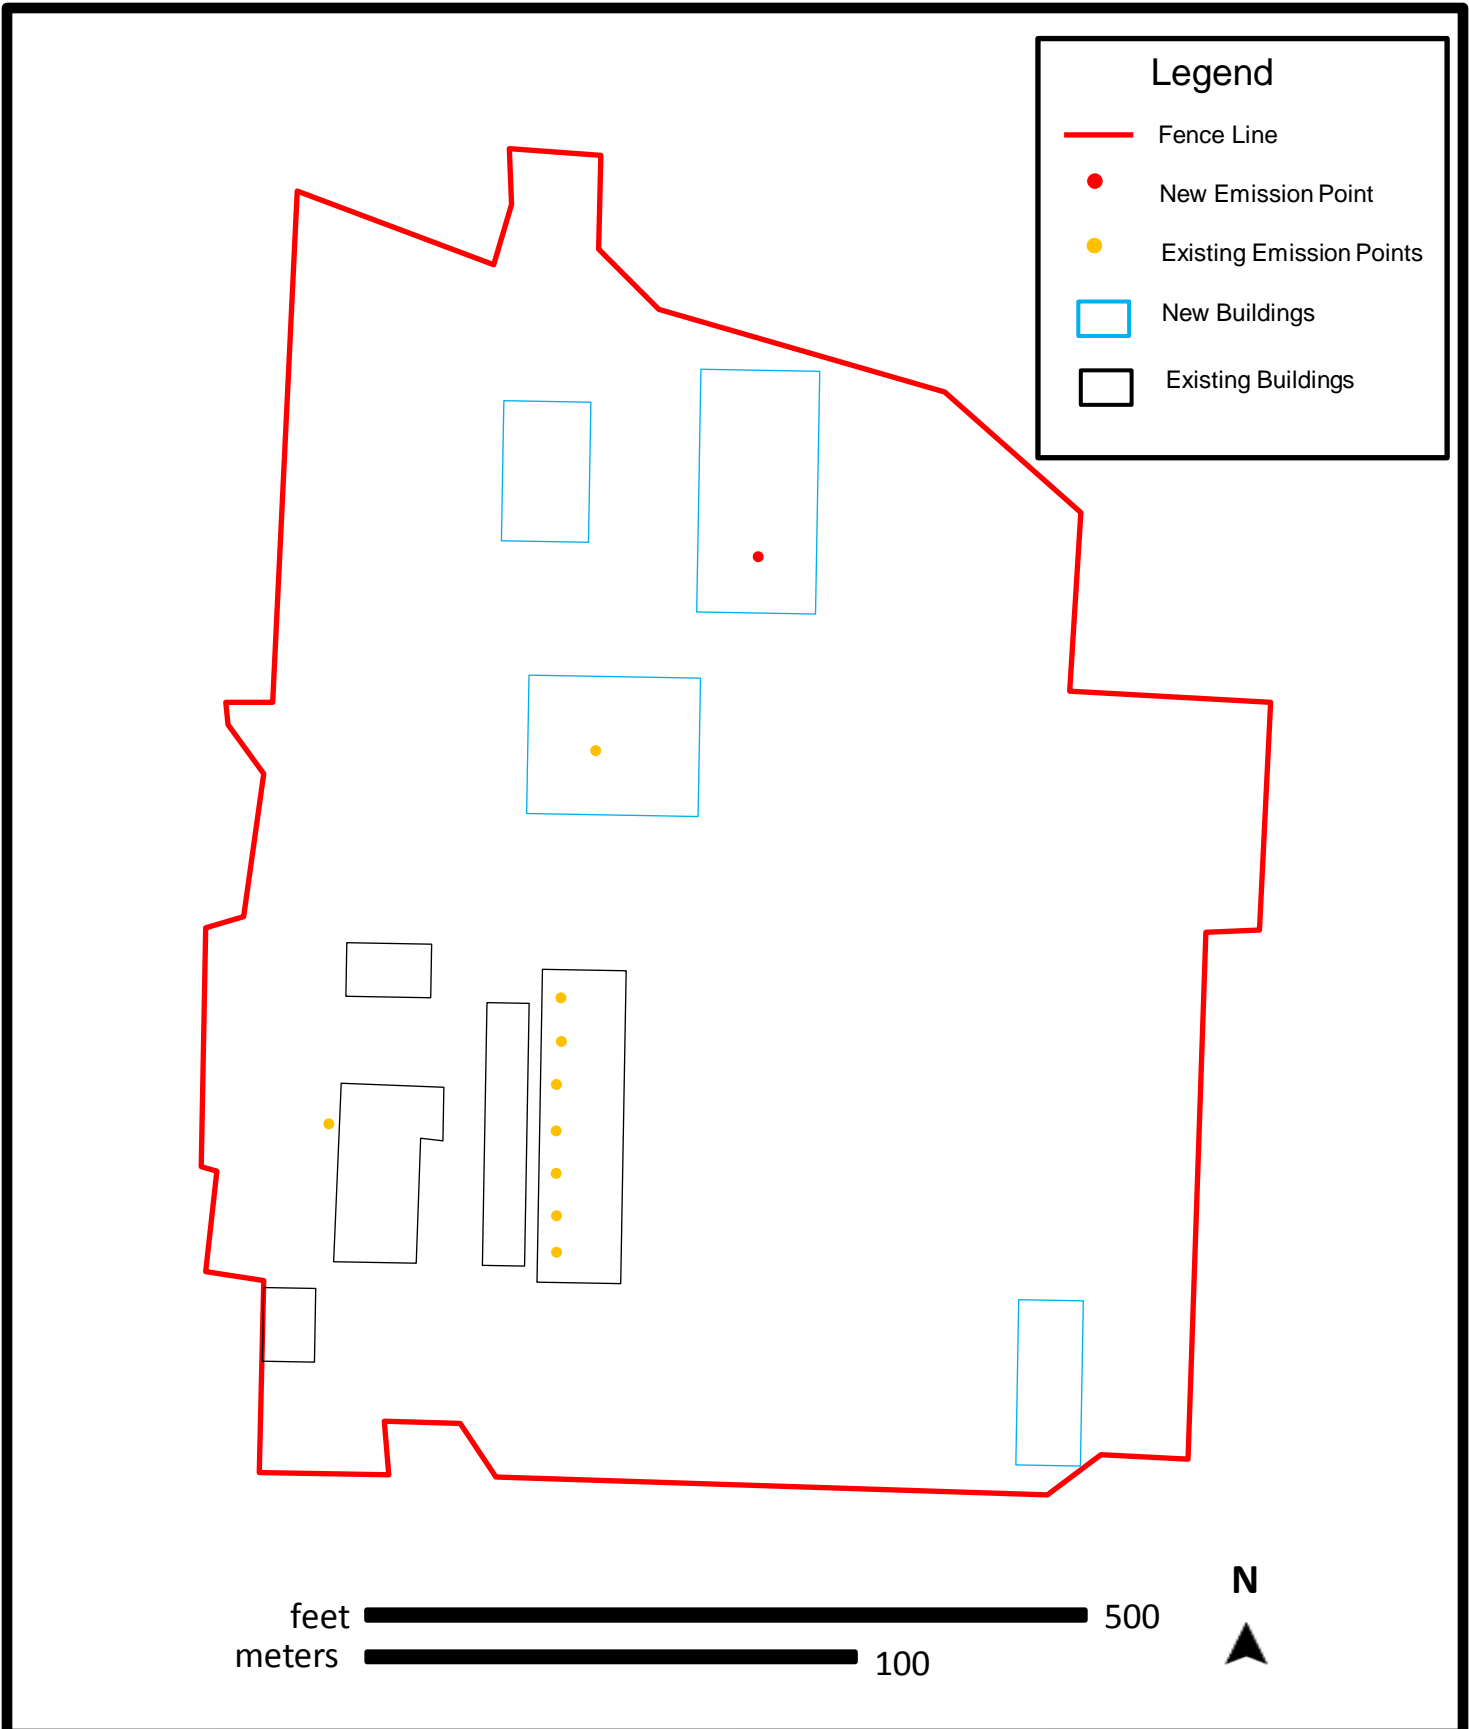 Legend
Fence Line
New Emission Point
Existing Emission Points
New Buildings
Existing Buildings
N
feet 500
meters 100